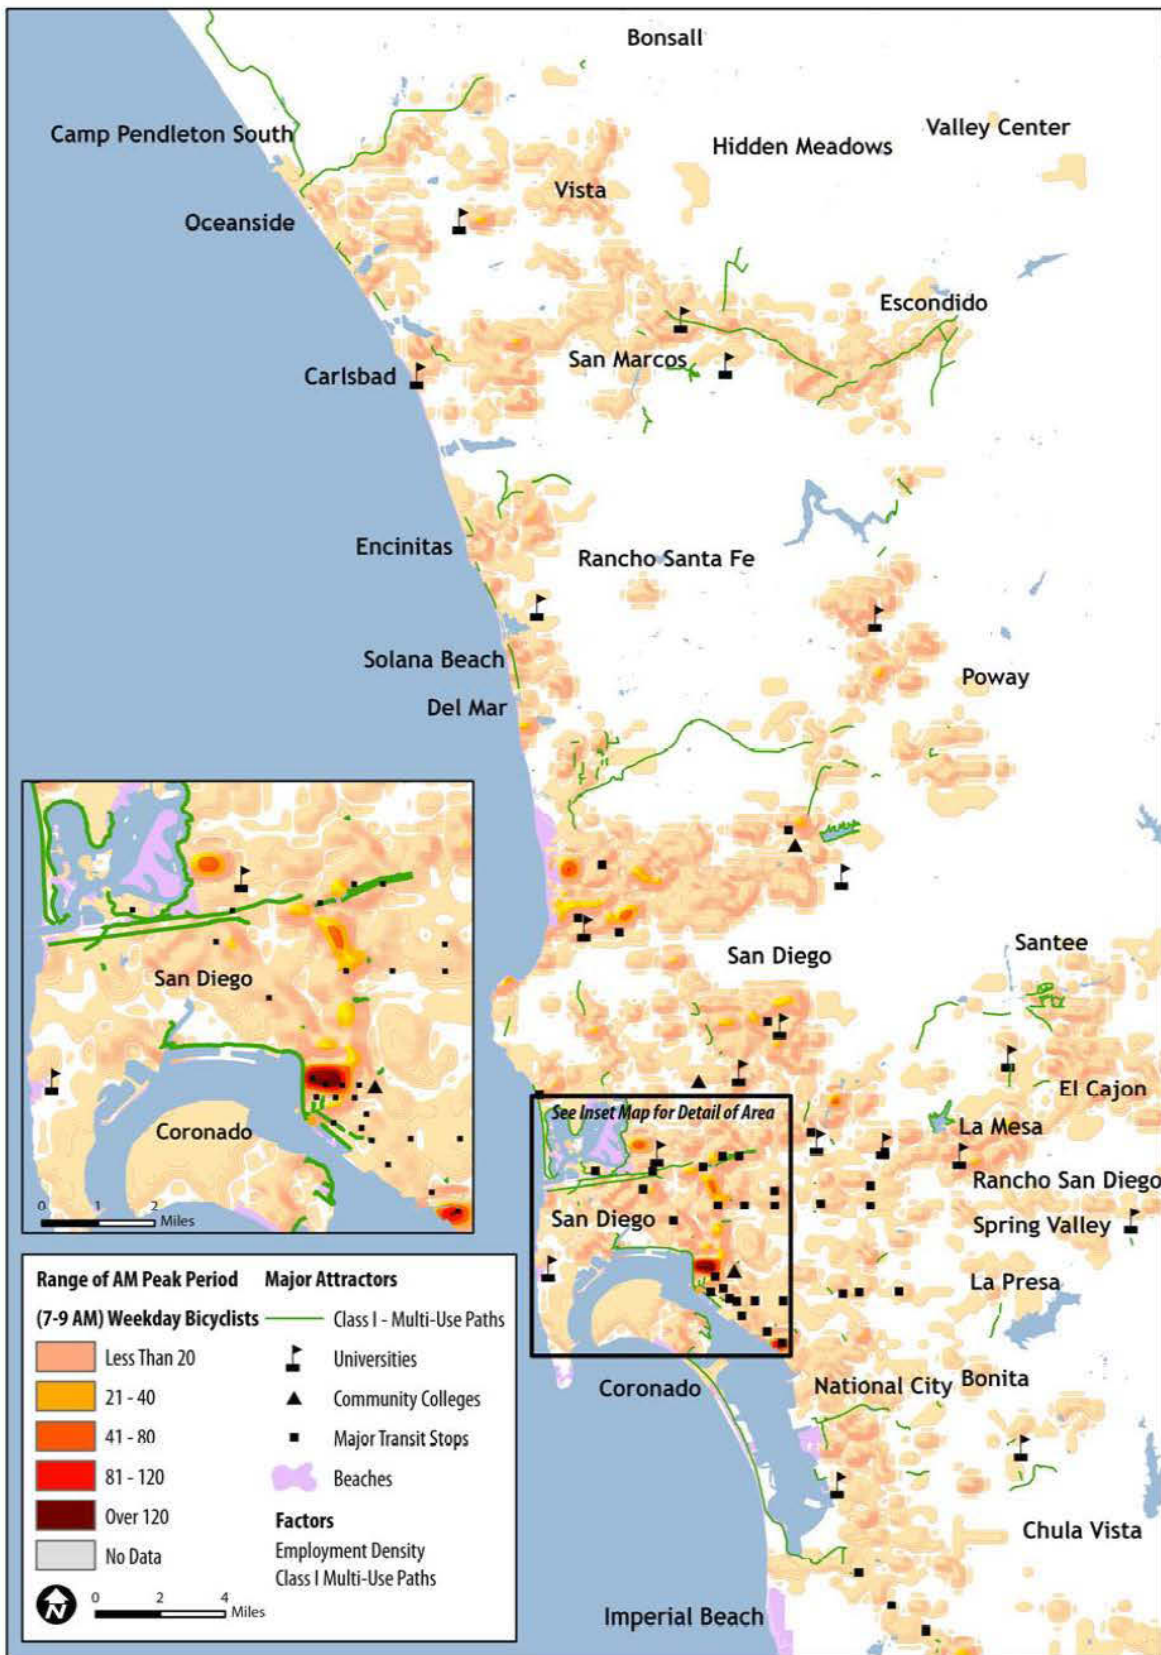 Bonsall
Camp Pendleton South
Valley Center
Hidden Meadows
Vista
Oceanside
Escondido
San Marcos
Carlsbad
Encinitas
Rancho Santa Fe
Solana Beach
Poway
Del Mar
San Diego
Santee
El Cajon
See Inset Map for Detail of Area
La Mesa
Rancho San Diego
San Diego
Spring Valley
La Presa
Coronado
National City
Bonita
Chula Vista
Imperial Beach
San Diego
Coronado
0 1 2
Miles
Range of AM Peak Period
(7-9 AM) Weekday Bicyclists
Less Than 20
21 - 40
41 - 80
81 - 120
Over 120
No Data
Major Attractors
Class I - Multi-Use Paths
Universities
Community Colleges
Major Transit Stops
Beaches
Factors
Employment Density
Class I Multi-Use Paths
N
0 2 4
Miles